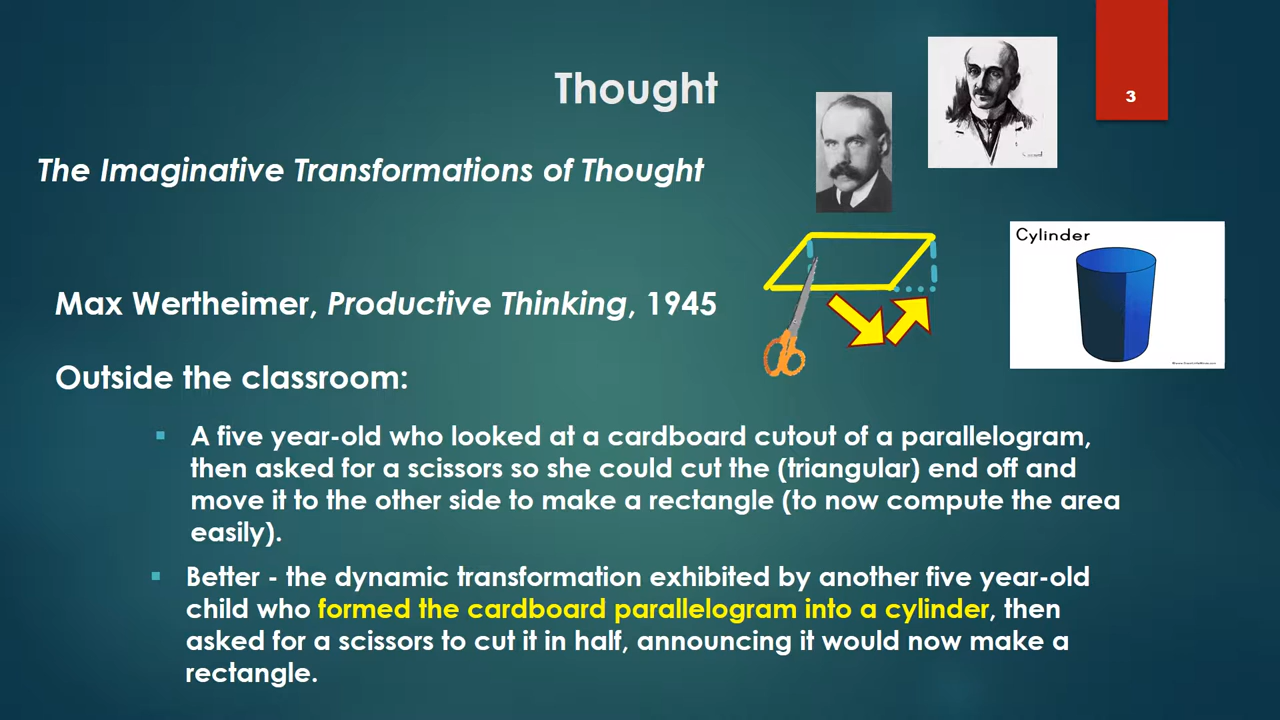 Thought
3
The Imaginative Transformations of Thought
Cylinder
Max Wertheimer, Productive Thinking, 1945
Outside the classroom:
▪ A five year-old who looked at a cardboard cutout of a parallelogram,
then asked for a scissors so she could cut the (triangular) end off and
move it to the other side to make a rectangle (to now compute the area
easily).
▪ Better - the dynamic transformation exhibited by another five year-old
child who formed the cardboard parallelogram into a cylinder, then
asked for a scissors to cut it in half, announcing it would now make a
rectangle.